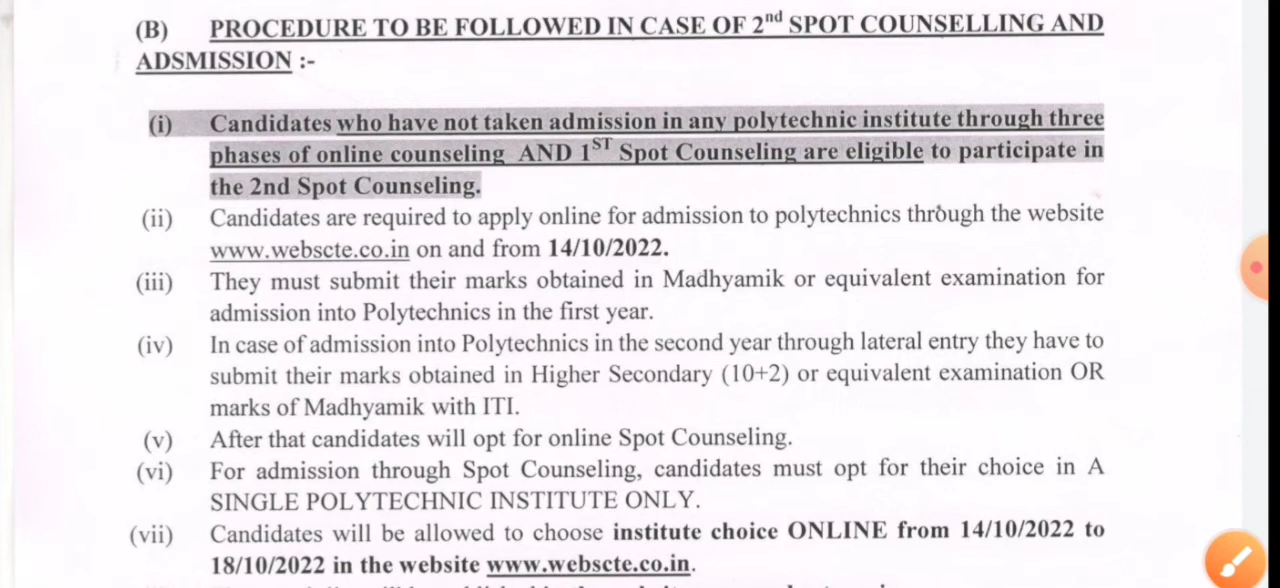 (B) PROCEDURE TO BE FOLLOWED IN CASE OF 2nd SPOT COUNSELLING AND
ADSMISSION :-
(i) Candidates who have not taken admission in any polytechnic institute through three
phases of online counseling AND 1ST Spot Counseling are eligible to participate in
the 2nd Spot Counseling.
(ii) Candidates are required to apply online for admission to polytechnics through the website
www.webscte.co.in on and from 14/10/2022.
(iii) They must submit their marks obtained in Madhyamik or equivalent examination for
admission into Polytechnics in the first year.
(iv) In case of admission into Polytechnics in the second year through lateral entry they have to
submit their marks obtained in Higher Secondary (10+2) or equivalent examination OR
marks of Madhyamik with ITI.
(v) After that candidates will opt for online Spot Counseling.
(vi) For admission through Spot Counseling, candidates must opt for their choice in A
SINGLE POLYTECHNIC INSTITUTE ONLY.
(vii) Candidates will be allowed to choose institute choice ONLINE from 14/10/2022 to
18/10/2022 in the website www.webscte.co.in.